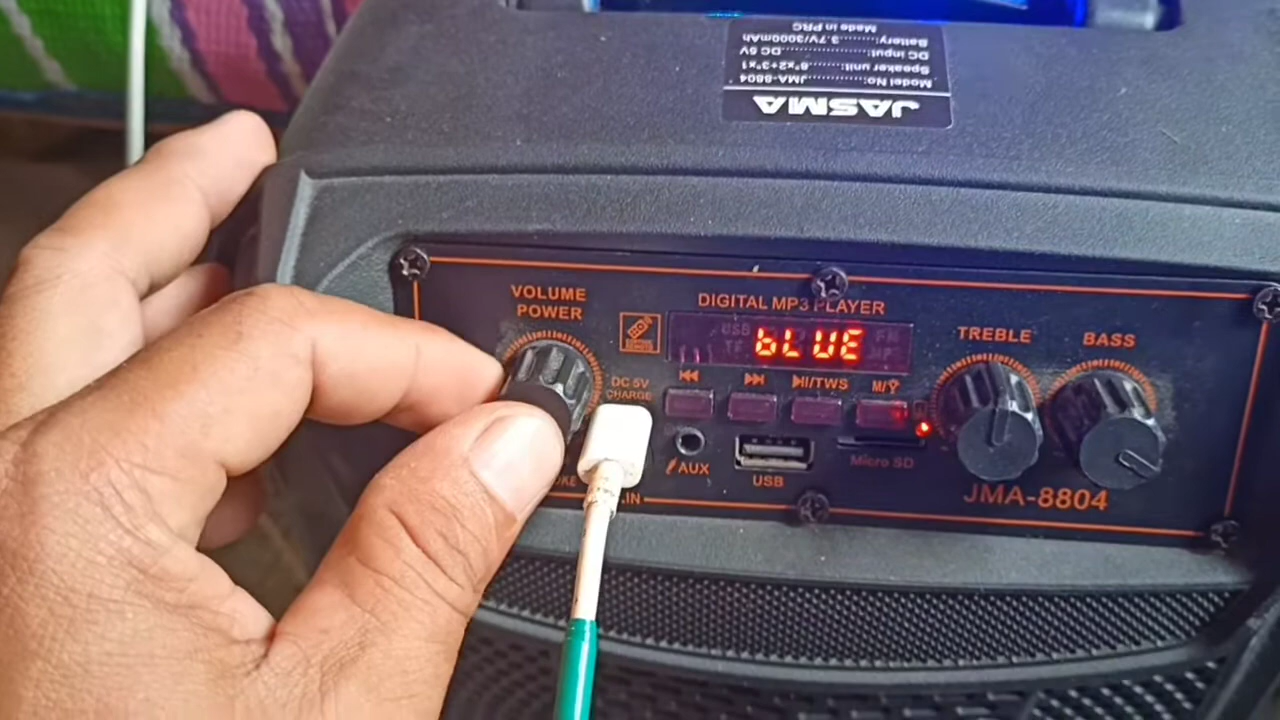 JASMA
Model No:..................JMA-8804
Speaker unit:.........8"x2+3"x1
DC input:.......................DC 5V
Battery:.........3.7V/3000mAh
Made in PRC
VOLUME
POWER
DIGITAL MP3 PLAYER
USB
TF
bLUE
TREBLE
BASS
DC 5V
CHARGE
/TWS
M/
AUX
USB
Micro SD
.IN
JMA-8804